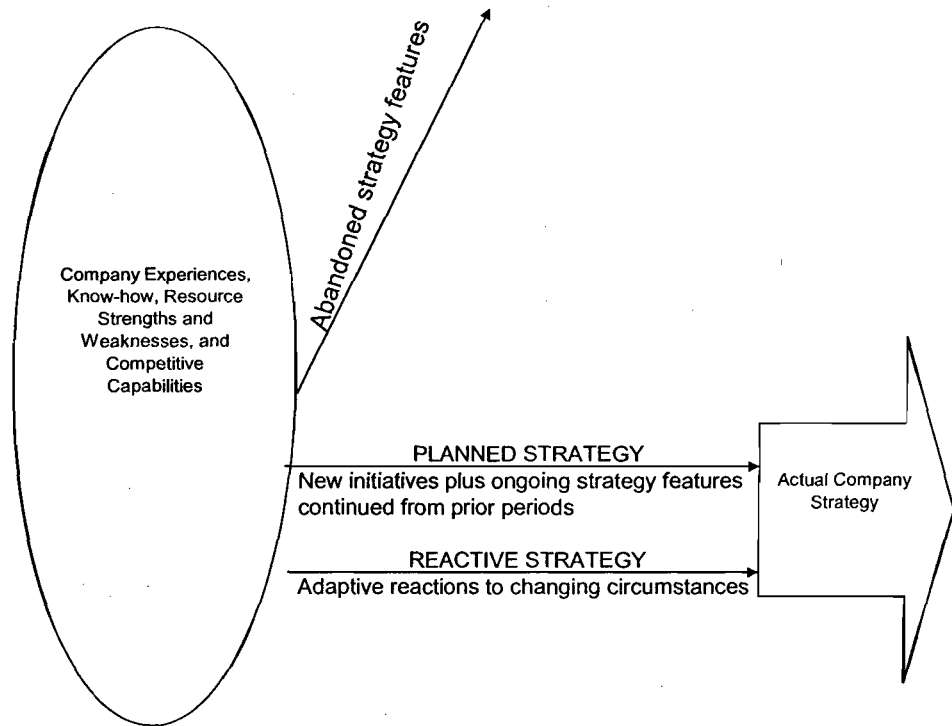 Abandoned strategy features
Company Experiences,
Know-how, Resource
Strengths and
Weaknesses, and
Competitive
Capabilities
PLANNED STRATEGY
New initiatives plus ongoing strategy features
continued from prior periods
REACTIVE STRATEGY
Adaptive reactions to changing circumstances
Actual Company
Strategy